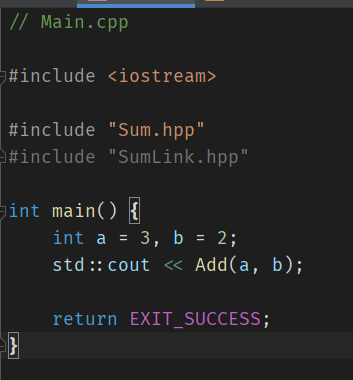 // Main.cpp
#include <iostream>
#include "Sum.hpp"
#include "SumLink.hpp"
int main() {
    int a = 3, b = 2;
    std::cout << Add(a, b);
    return EXIT_SUCCESS;
}